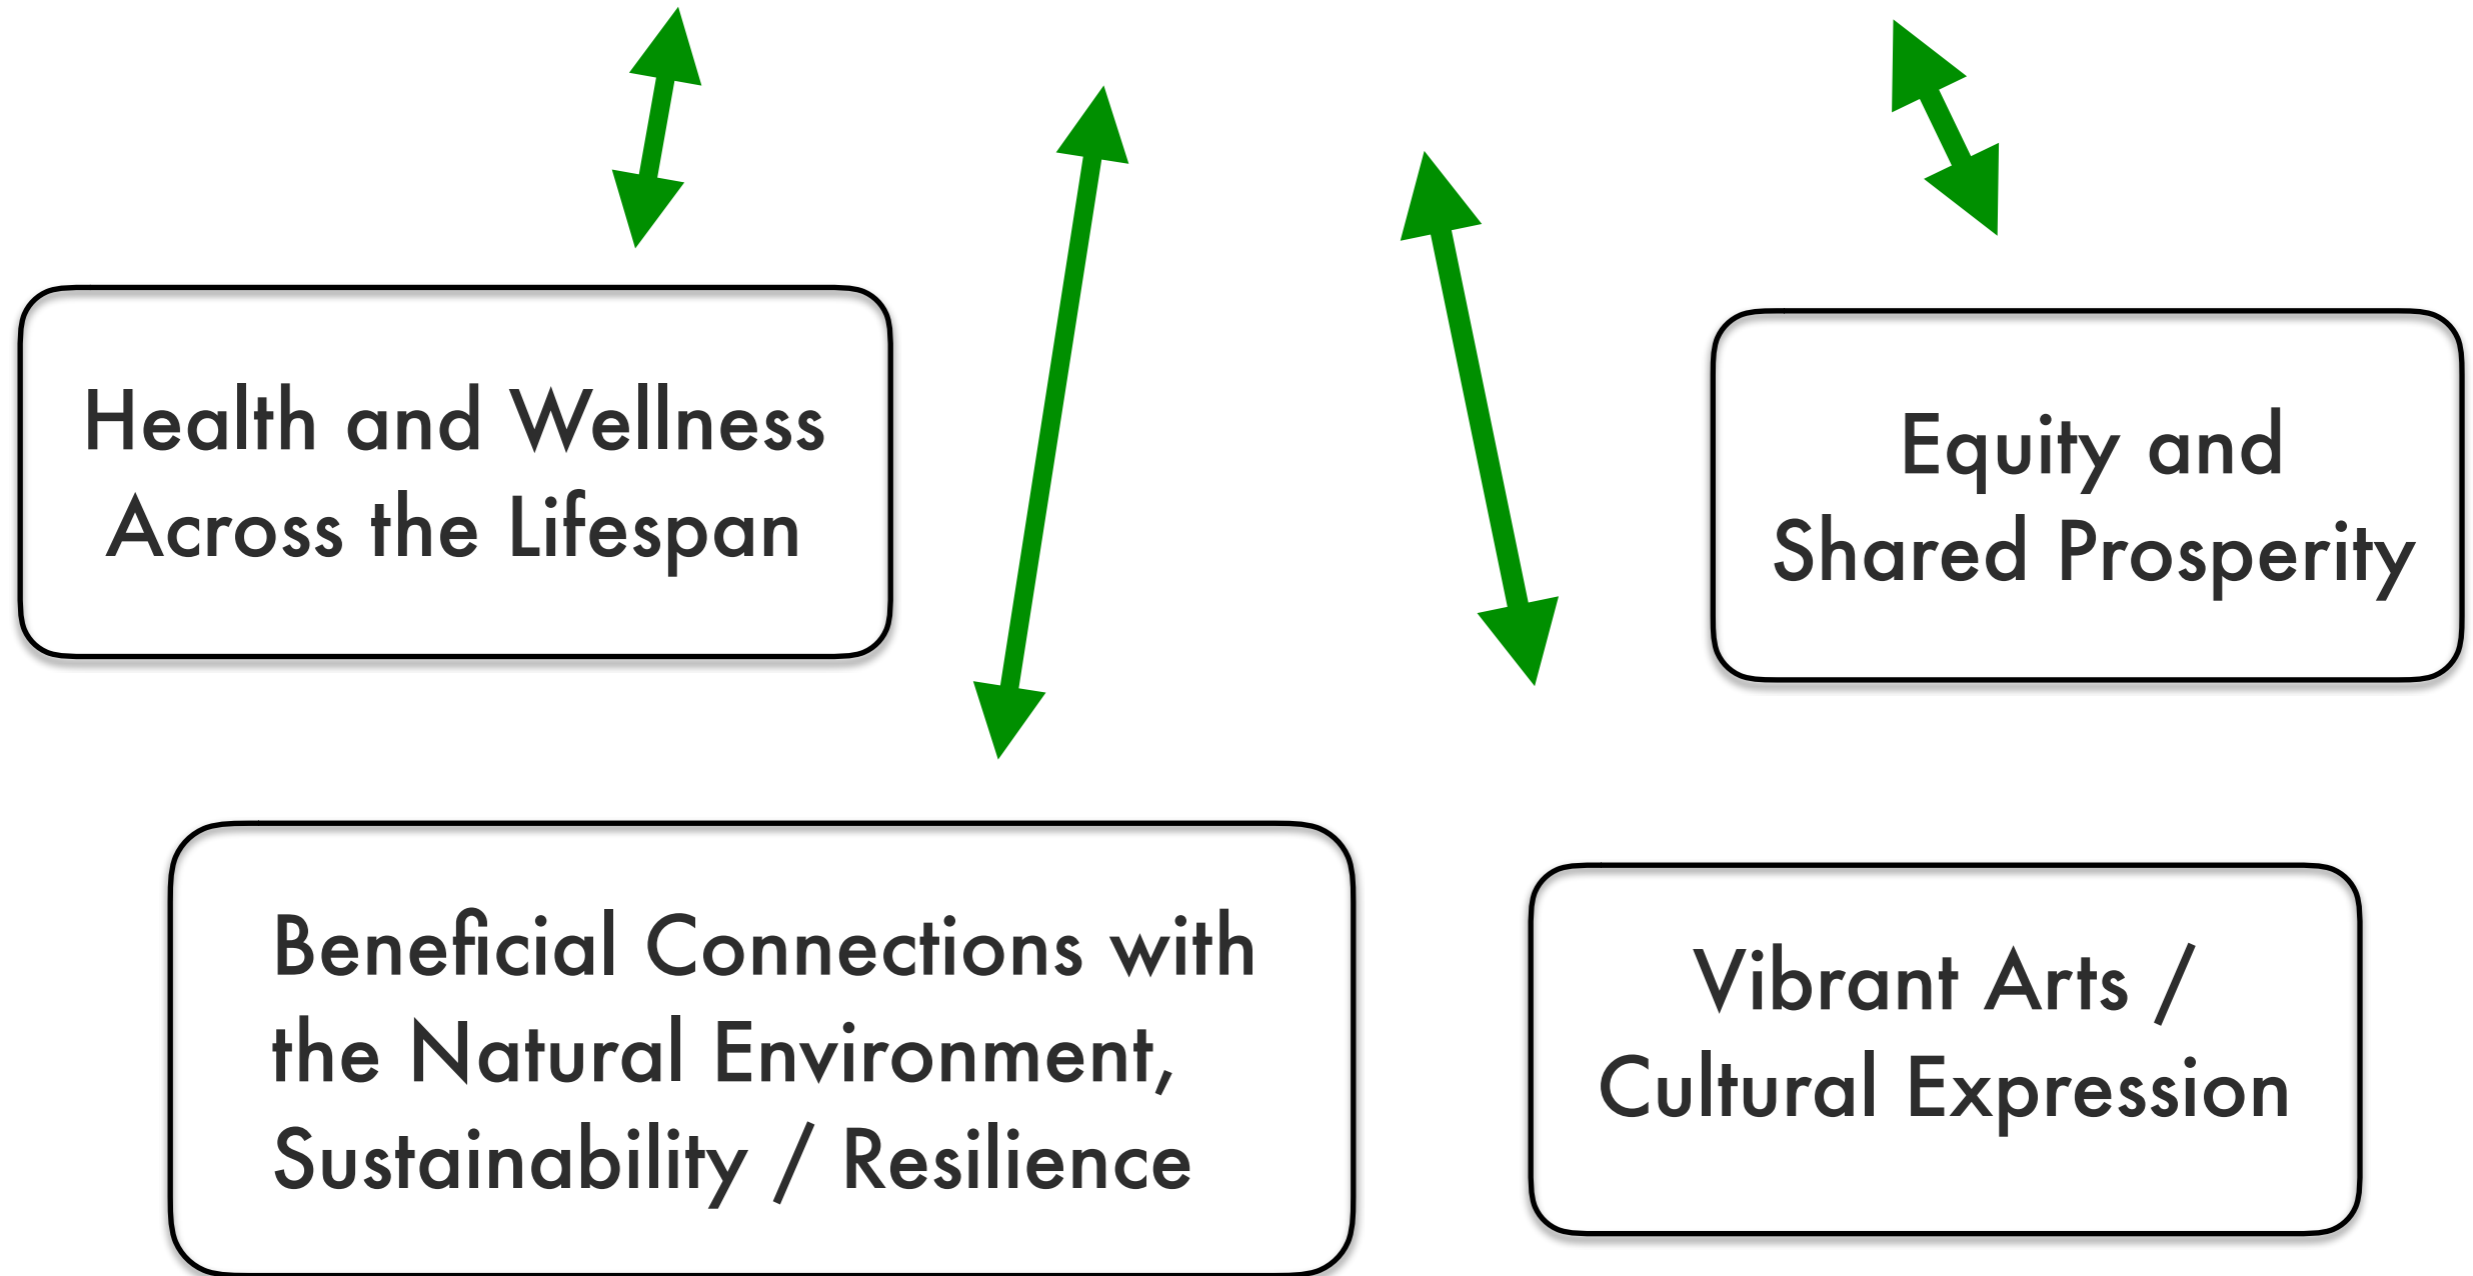 Health and Wellness
Across the Lifespan
Equity and
Shared Prosperity
Beneficial Connections with
the Natural Environment,
Sustainability / Resilience
Vibrant Arts /
Cultural Expression